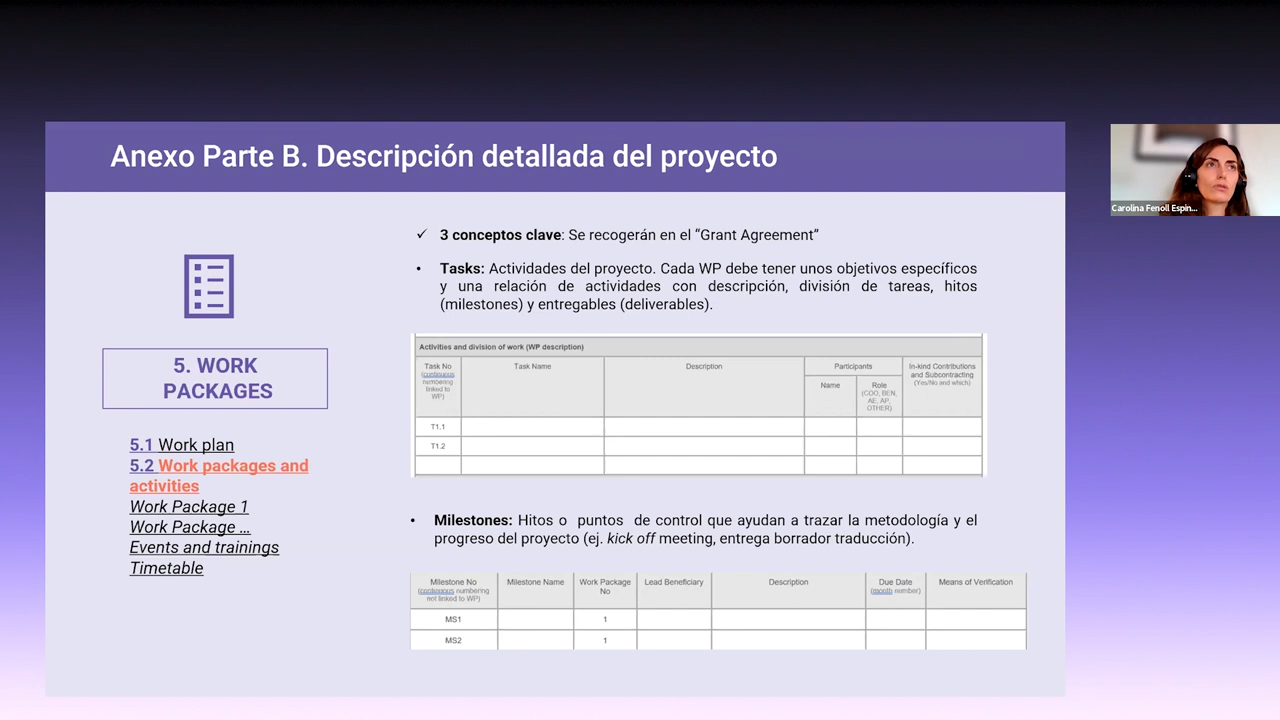 Anexo Parte B. Descripción detallada del proyecto
Carolina Fenoll Espin...
5. WORK
PACKAGES
5.1 Work plan
5.2 Work packages and
activities
Work Package 1
Work Package ...
Events and trainings
Timetable
✓ 3 conceptos clave: Se recogerán en el “Grant Agreement”
• Tasks: Actividades del proyecto. Cada WP debe tener unos objetivos específicos
y una relación de actividades con descripción, división de tareas, hitos
(milestones) y entregables (deliverables).
Activities and division of work (WP description)
Task No
(continuous
numbering
linked to
WP)
Task Name
Description
Participants
Name
Role
(COO, BEN,
AE, AP,
OTHER)
In-kind Contributions
and Subcontracting
(Yes/No and which)
T1.1
T1.2
• Milestones: Hitos o puntos de control que ayudan a trazar la metodología y el
progreso del proyecto (ej. kick off meeting, entrega borrador traducción).
Milestone No
(continuous numbering
not linked to WP)
Milestone Name
Work Package
No
Lead Beneficiary
Description
Due Date
(month number)
Means of Verification
MS1 1
MS2 1